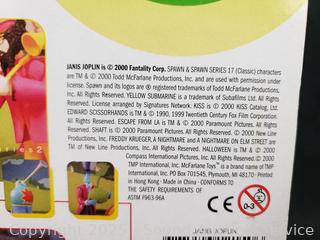 JANIS JOPLIN is © 2000 Fantality Corp. SPAWN & SPAWN SERIES 17 (Classic) characters
are TM & © 2000 Todd McFarlane Productions, Inc. and are used with permission under
license. Spawn and its logos are ® registered trademarks of Todd McFarlane Productions, Inc.
All Rights Reserved. YELLOW SUBMARINE is a trademark of Subafilms Ltd. All Rights
Reserved. License arranged by Signatures Network. KISS is © 2000 KISS Catalog, Ltd.
EDWARD SCISSORHANDS is TM & © 1990, 1999 Twentieth Century Fox Film Corporation.
All Rights Reserved. ESCAPE FROM LA is TM & © 2000 Paramount Pictures. All Rights
Reserved. SHAFT is © 2000 Paramount Pictures. All Rights Reserved. © 2000 New Line
Productions, Inc. FREDDY KRUEGER & NIGHTMARE and A NIGHTMARE ON ELM STREET are
TM of New Line Productions, Inc. All Rights Reserved. HALLOWEEN is TM & © 2000
Compass International Pictures, Inc. All Rights Reserved. © 2000
TMP International, Inc. McFarlane Toys™ is a brand name of TMP
International, Inc. PO Box 701545, Plymouth, MI 48170 • Printed
in Hong Kong • Made in China • CONFORMS TO
THE SAFETY REQUIREMENTS OF
ASTM F963-96A
series 2
CE
0-3
JANIS JOPLIN